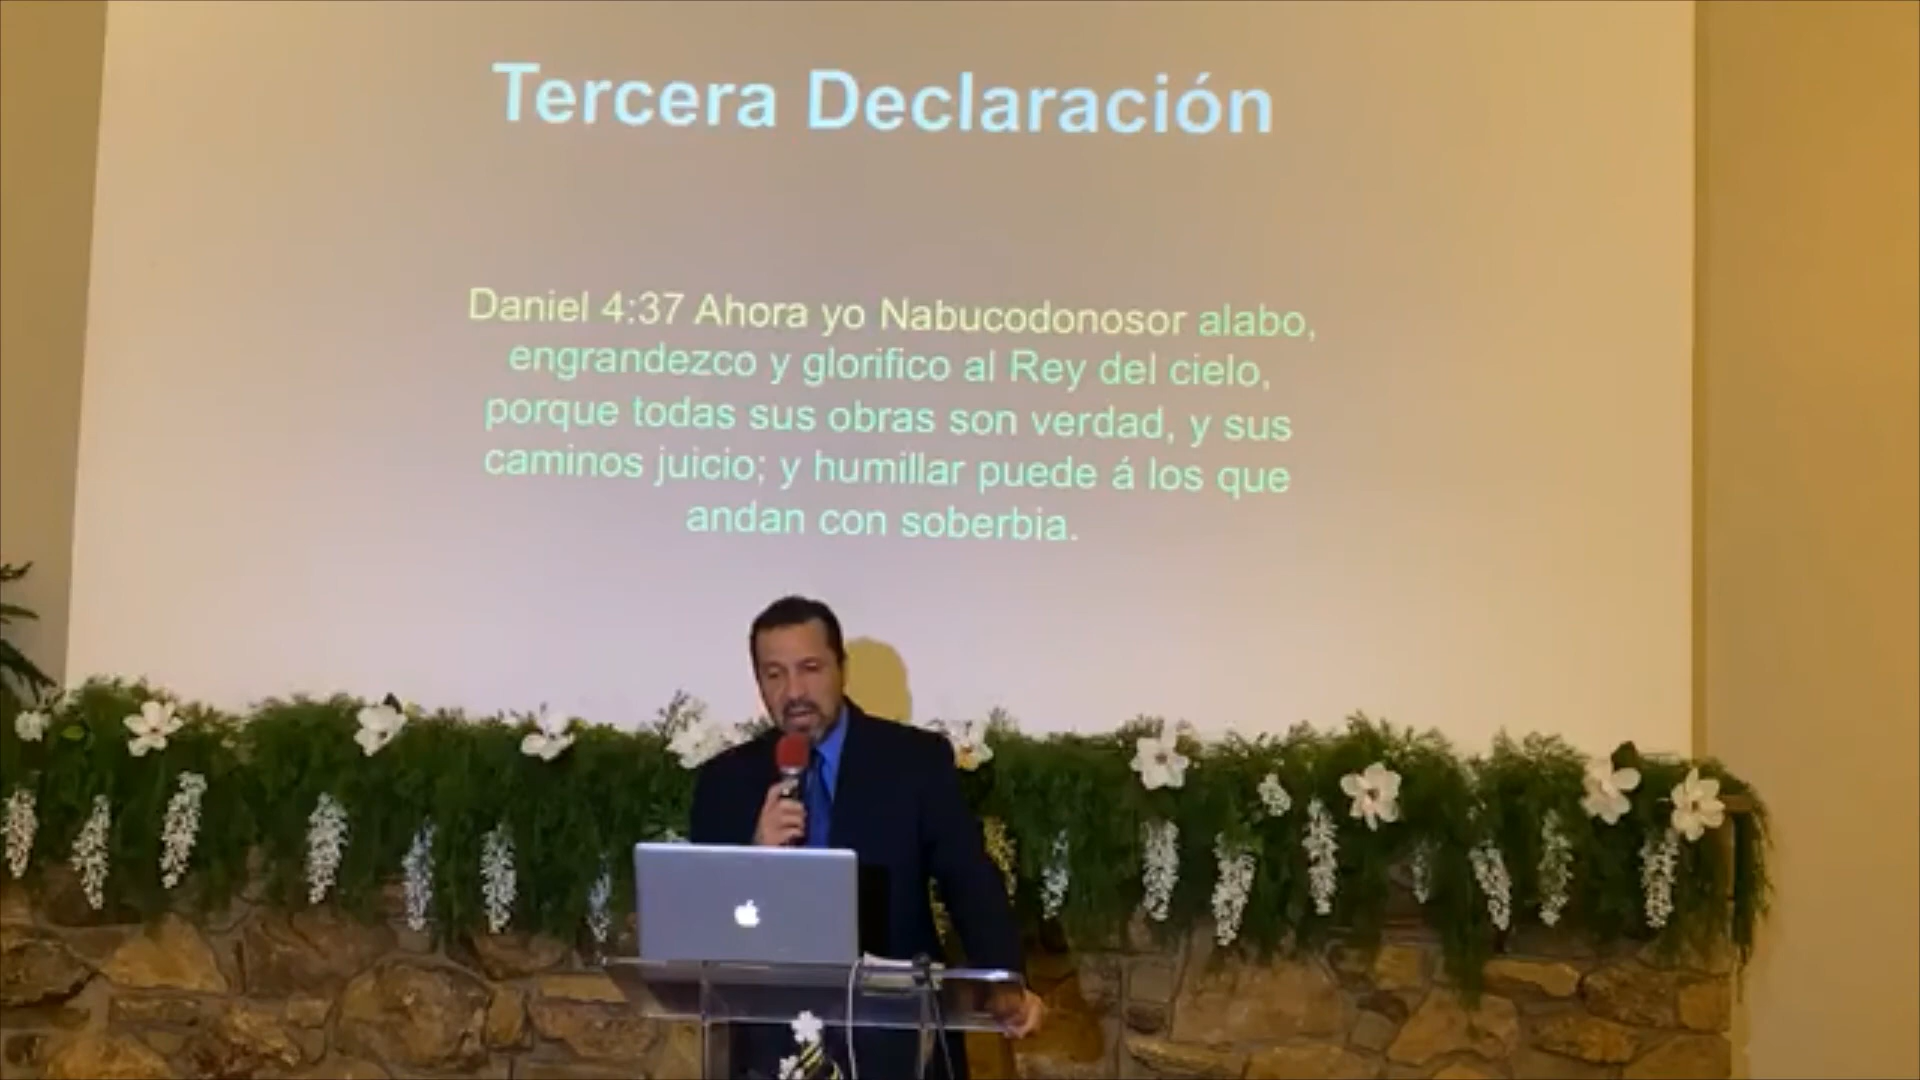 Tercera Declaración
Daniel 4:37 Ahora yo Nabucodonosor alabo,
engrandezco y glorifico al Rey del cielo,
porque todas sus obras son verdad, y sus
caminos juicio; y humillar puede á los que
andan con soberbia.